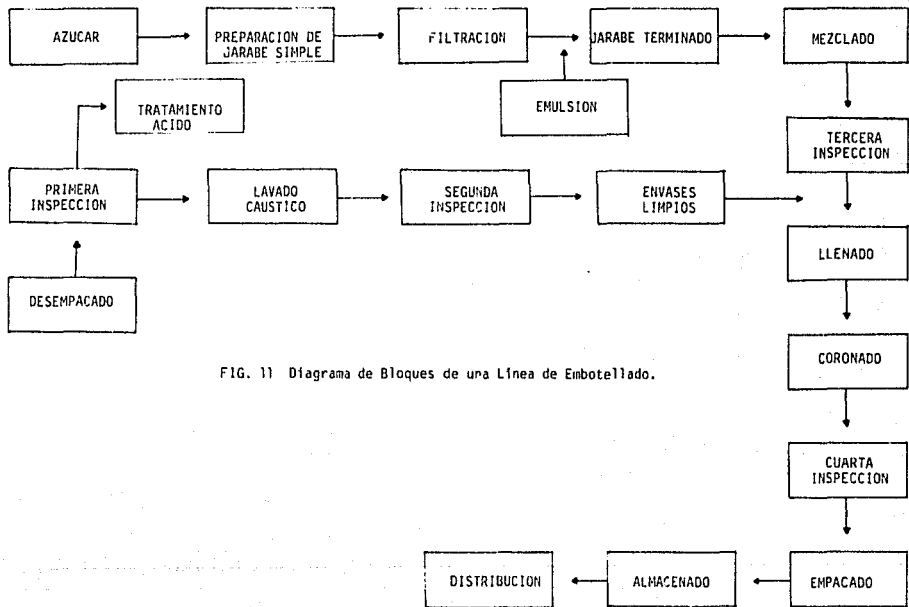 AZUCAR
PREPARACION DE
JARABE SIMPLE
FILTRACION
JARABE TERMINADO
MEZCLADO
TRATAMIENTO
ACIDO
EMULSION
TERCERA
INSPECCION
PRIMERA
INSPECCION
LAVADO
CAUSTICO
SEGUNDA
INSPECCION
ENVASES
LIMPIOS
LLENADO
DESEMPACADO
CORONADO
FIG. 11 Diagrama de Bloques de una Linea de Embotellado.
CUARTA
INSPECCION
DISTRIBUCION
ALMACENADO
EMPACADO